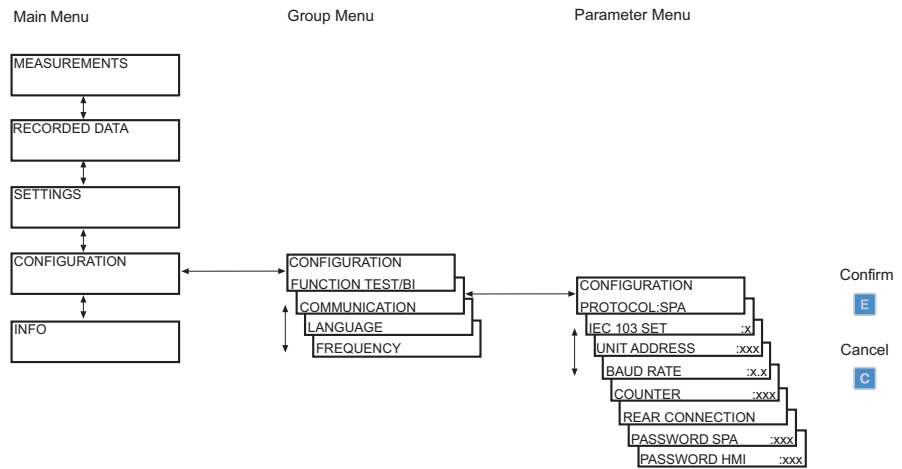 Main Menu
Group Menu
Parameter Menu
MEASUREMENTS
RECORDED DATA
SETTINGS
CONFIGURATION
INFO
CONFIGURATION
FUNCTION TEST/BI
COMMUNICATION
LANGUAGE
FREQUENCY
CONFIGURATION
PROTOCOL:SPA
IEC 103 SET :x
UNIT ADDRESS :xxx
BAUD RATE :x.x
COUNTER :xxx
REAR CONNECTION
PASSWORD SPA :xxx
PASSWORD HMI :xxx
Confirm
E
Cancel
C